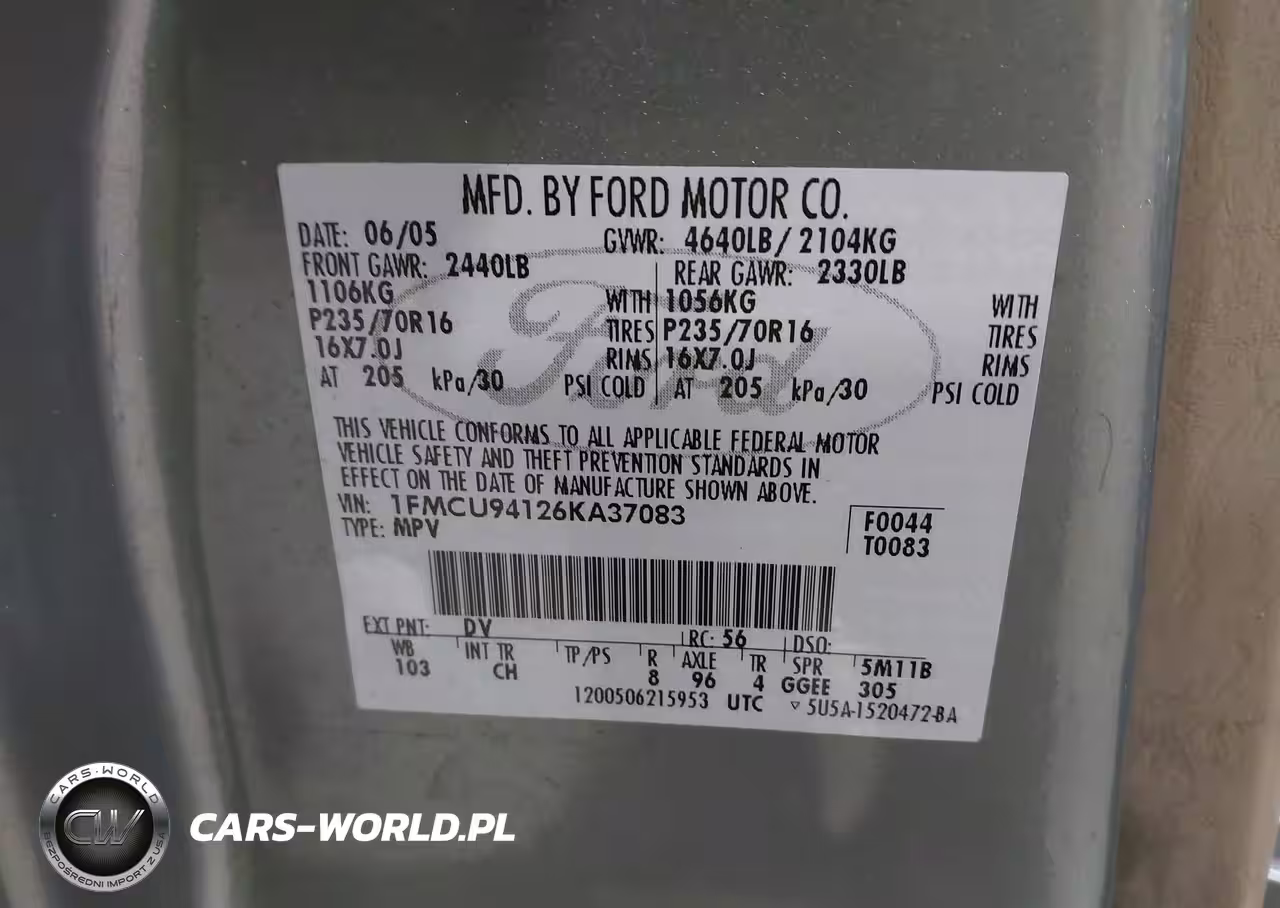 MFD. BY FORD MOTOR CO.
DATE: 06/05 GVWR: 4640LB/2104KG
FRONT GAWR: 2440LB REAR GAWR: 2330LB
1106KG WITH 1056KG WITH
P235/70R16 TIRES P235/70R16 TIRES
16X7.0J RIMS 16X7.0J RIMS
AT 205 kPa/30 PSI COLD AT 205 kPa/30 PSI COLD
Ford
THIS VEHICLE CONFORMS TO ALL APPLICABLE FEDERAL MOTOR
VEHICLE SAFETY AND THEFT PREVENTION STANDARDS IN
EFFECT ON THE DATE OF MANUFACTURE SHOWN ABOVE.
VIN: 1FMCU94126KA37083 F0044
TYPE: MPV T0083
EXT PNT: DV RC: 56 DSO:
WB INT TR TP/PS R AXLE TR SPR 5M11B
103 CH 8 96 4 GGEE 305
1200506215953 UTC ▽ 5U5A-1520472-BA
CARS-WORLD
CW
BEZPOŚREDNI IMPORT Z USA
CARS-WORLD.PL